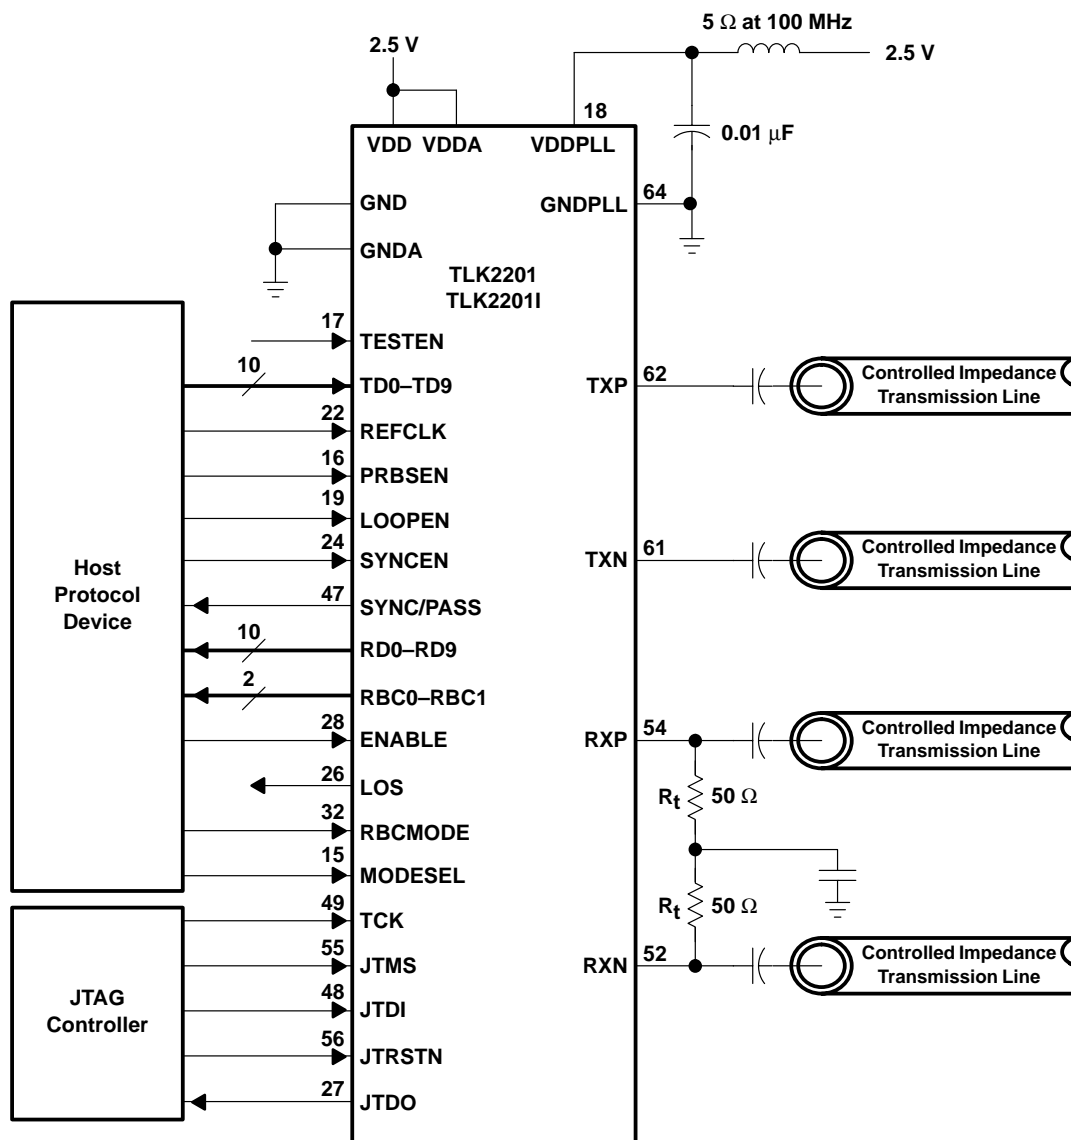 5 Ω at 100 MHz
2.5 V
2.5 V
18
0.01 μF
VDD VDDA VDDPLL
GND
GNDPLL
64
GNDA
TLK2201
TLK2201I
17
TESTEN
10
TD0–TD9
TXP
62
Controlled Impedance
Transmission Line
22
REFCLK
16
PRBSEN
19
LOOPEN
24
SYNCEN
TXN
61
Controlled Impedance
Transmission Line
Host
Protocol
Device
47
SYNC/PASS
10
RD0–RD9
2
RBC0–RBC1
28
ENABLE
RXP
54
Controlled Impedance
Transmission Line
26
LOS
Rt 50 Ω
32
RBCMODE
15
MODESEL
49
TCK
Rt 50 Ω
55
JTMS
RXN
52
Controlled Impedance
Transmission Line
JTAG
Controller
48
JTDI
56
JTRSTN
27
JTDO